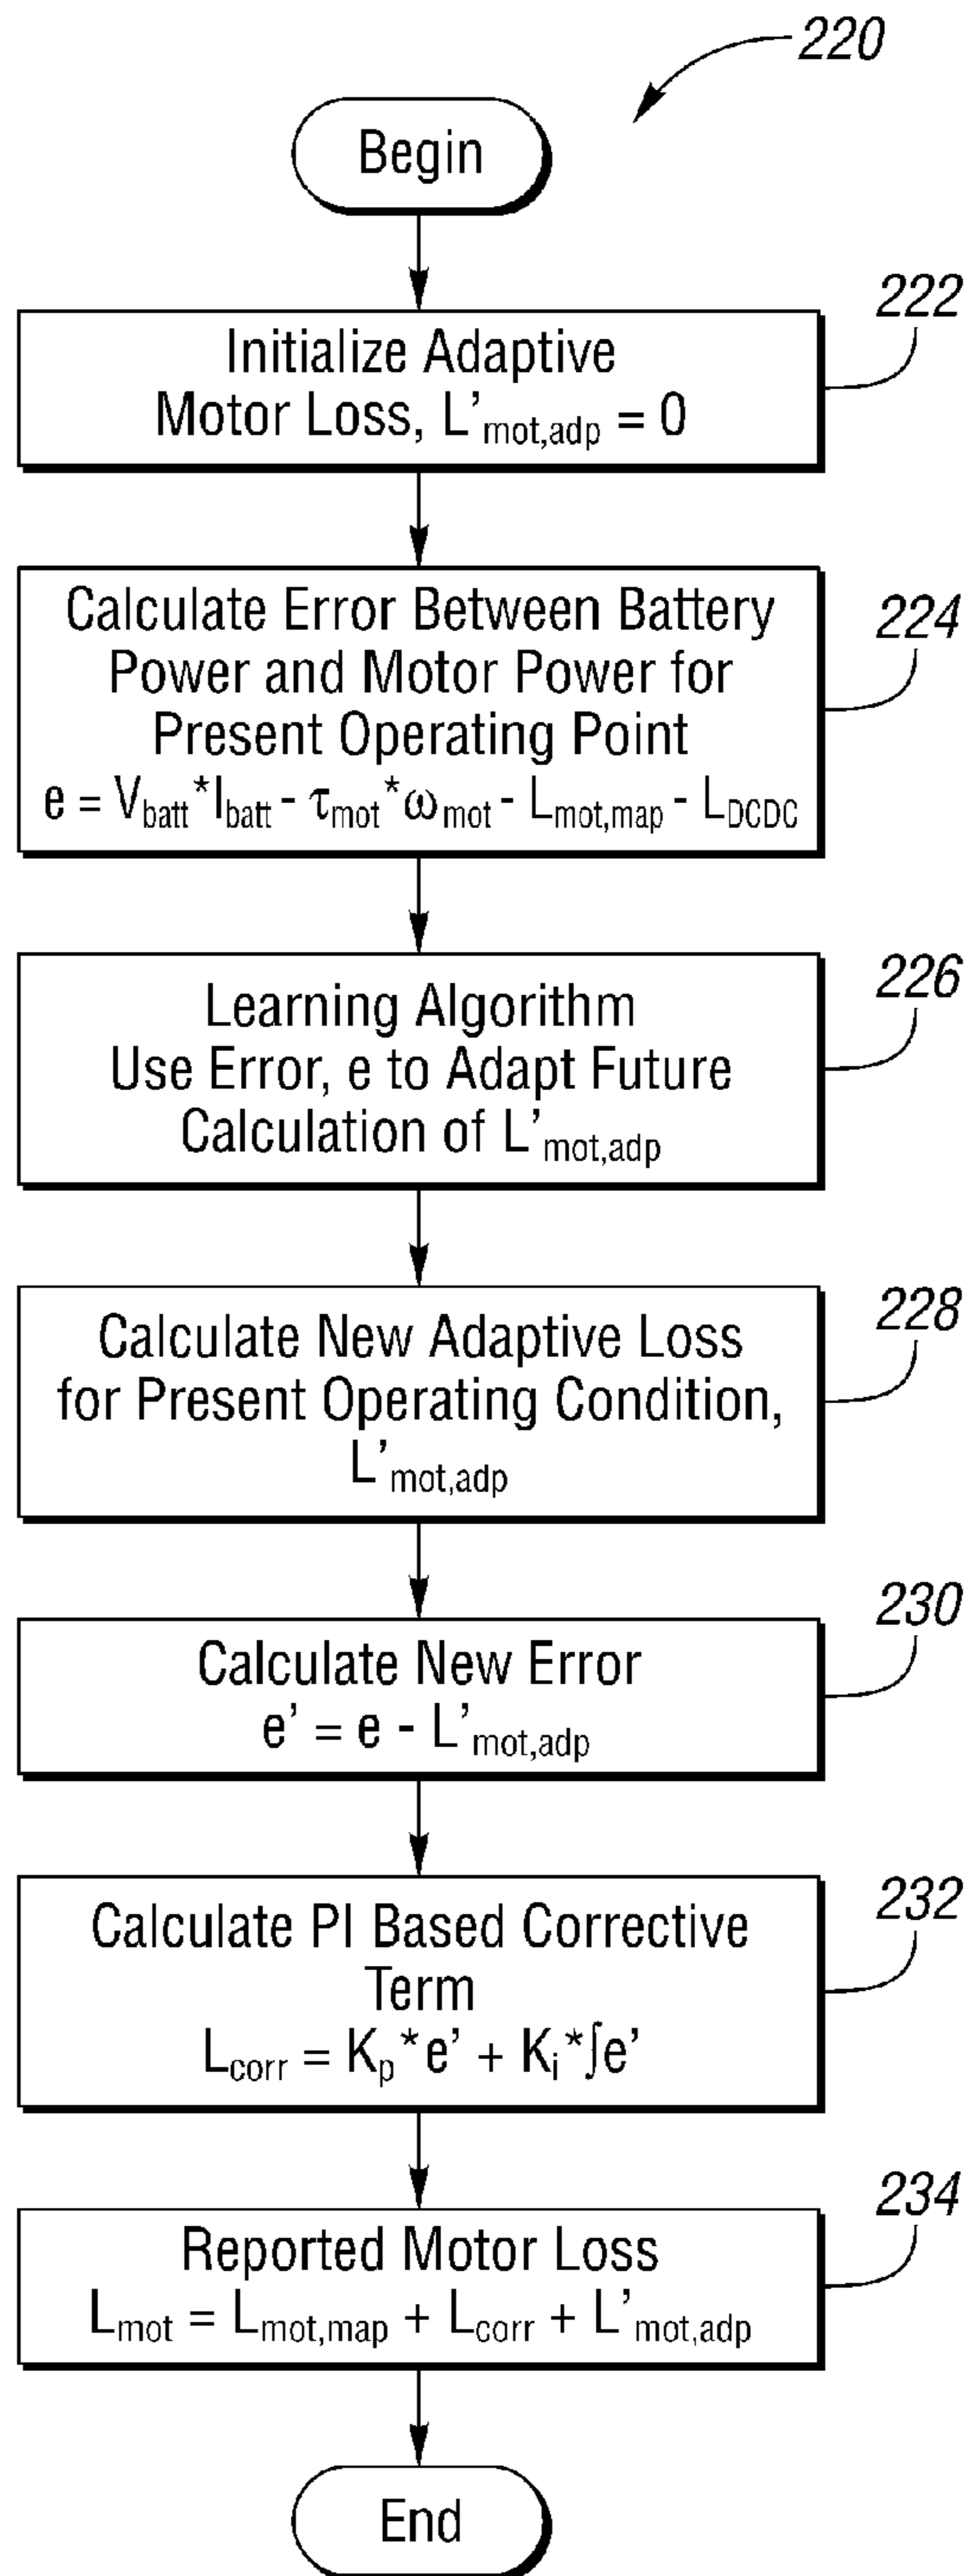 220
Begin
222
Initialize Adaptive
Motor Loss, L’mot,adp = 0
224
Calculate Error Between Battery
Power and Motor Power for
Present Operating Point
e = Vbatt*Ibatt - τmot*ωmot - Lmot,map - LDCDC
226
Learning Algorithm
Use Error, e to Adapt Future
Calculation of L’mot,adp
228
Calculate New Adaptive Loss
for Present Operating Condition,
L’mot,adp
230
Calculate New Error
e’ = e - L’mot,adp
232
Calculate PI Based Corrective
Term
Lcorr = Kp*e’ + Ki*∫e’
234
Reported Motor Loss
Lmot = Lmot,map + Lcorr + L’mot,adp
End